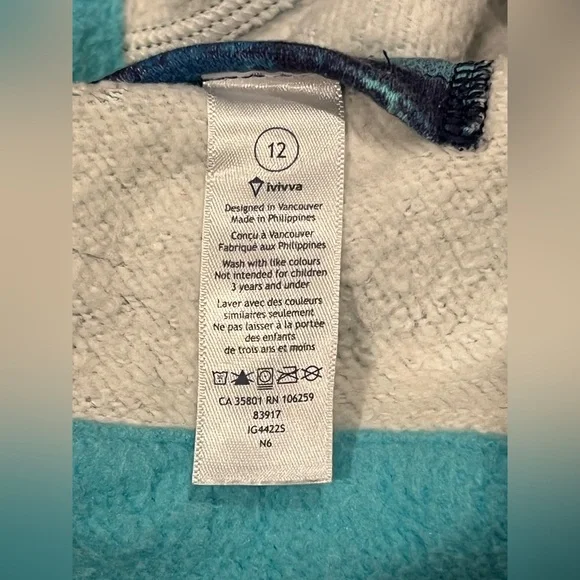 12
ivivva
Designed in Vancouver
Made in Philippines
Conçu à Vancouver
Fabriqué aux Philippines
Wash with like colours
Not intended for children
3 years and under
Laver avec des couleurs
similaires seulement
Ne pas laisser à la portée
des enfants
de trois ans et moins
CA 35801 RN 106259
83917
IG4422S
N6